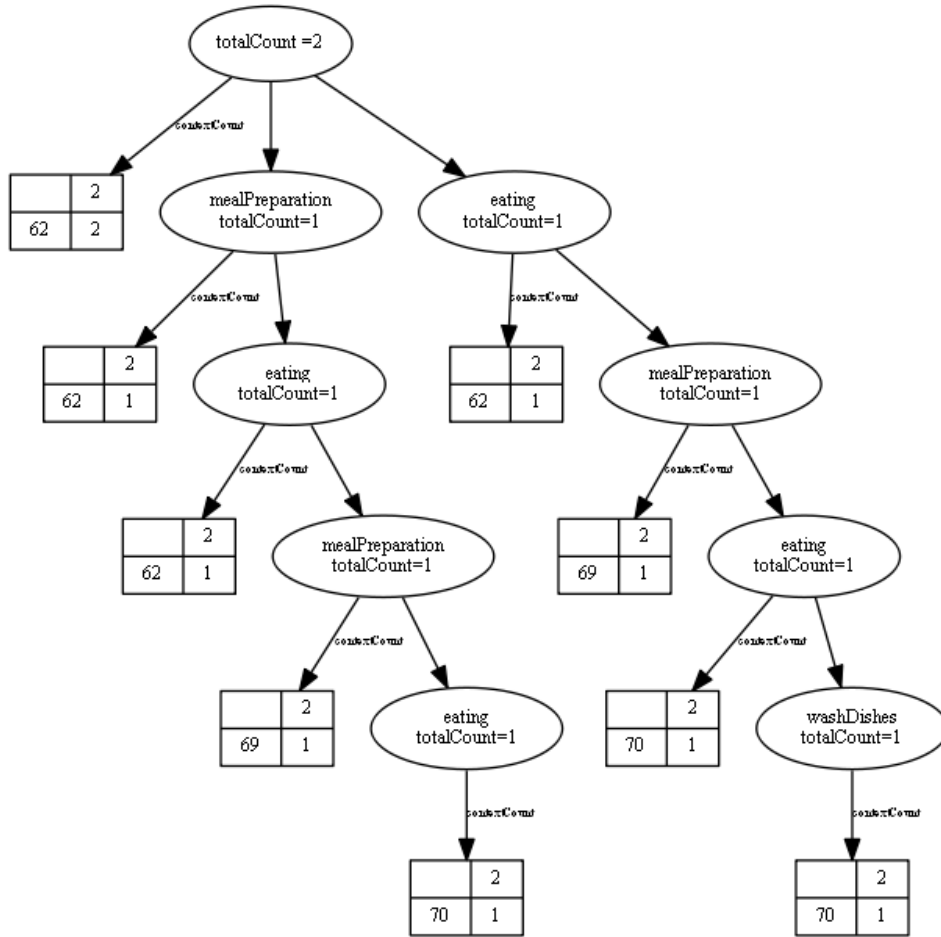 totalCount =2
contextCount
2
62 2
mealPreparation
totalCount=1
eating
totalCount=1
contextCount
contextCount
2
62 1
eating
totalCount=1
2
62 1
mealPreparation
totalCount=1
contextCount
contextCount
2
62 1
mealPreparation
totalCount=1
2
69 1
eating
totalCount=1
contextCount
contextCount
2
69 1
eating
totalCount=1
2
70 1
washDishes
totalCount=1
contextCount
contextCount
2
70 1
2
70 1